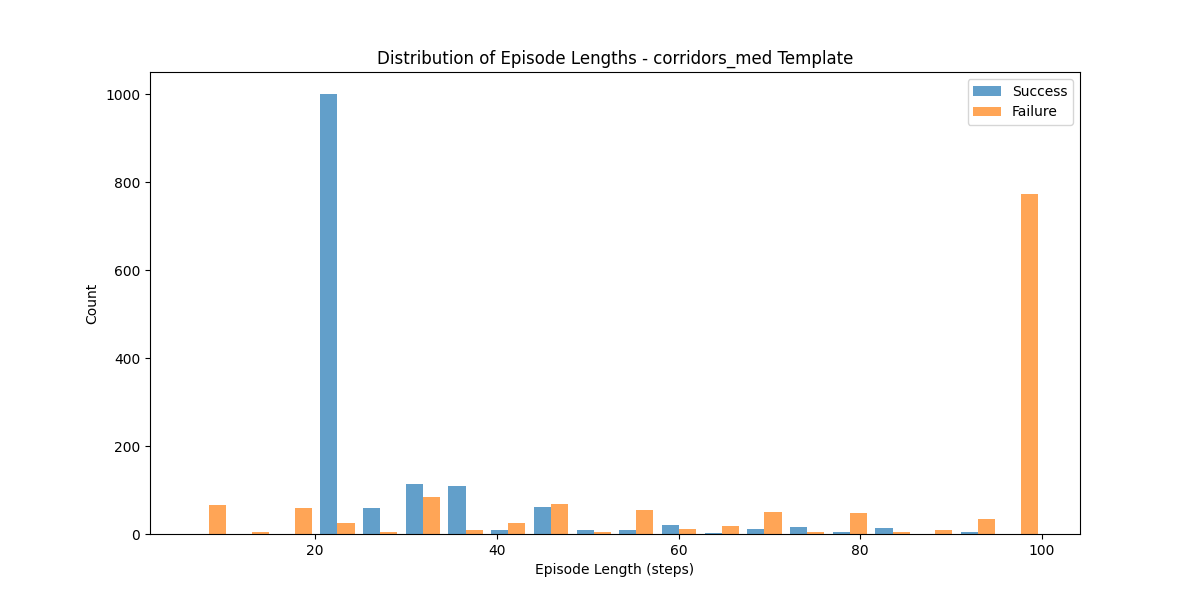 Distribution of Episode Lengths - corridors_med Template
Success
Failure
1000
800
600
400
200
0
Count
20
40
60
80
100
Episode Length (steps)